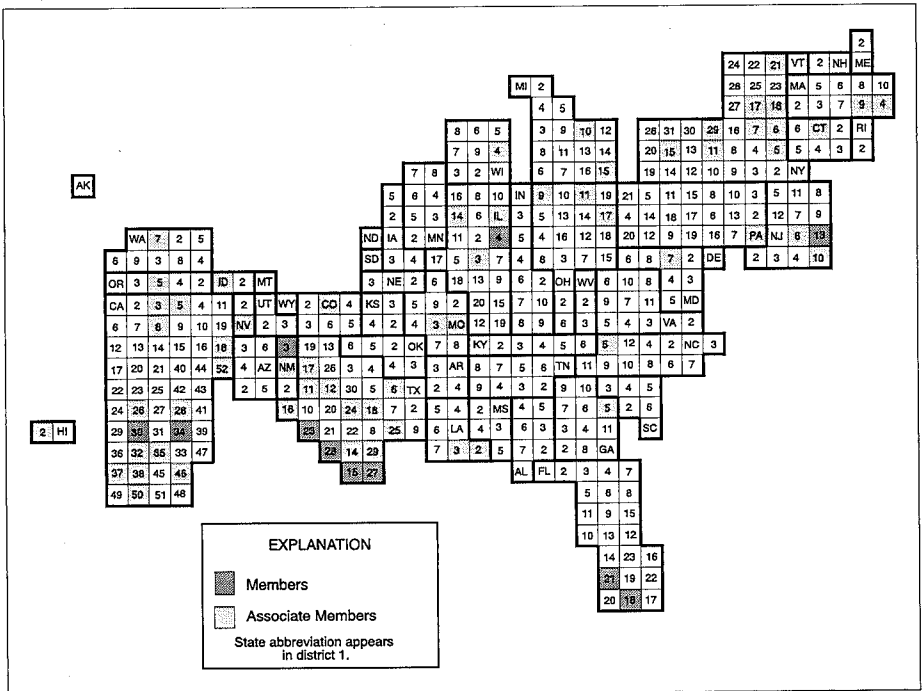 2
24 22 21 VT 2 NH ME
MI 2 28 25 23 MA 5 6 8 10
4 5 27 17 18 2 3 7 9 4
8 6 5 3 9 10 12 26 31 30 29 16 7 6 6 CT 2 RI
7 9 4 8 11 13 14 20 15 13 11 8 4 5 5 4 3 2
7 8 3 2 WI 6 7 16 15 19 14 12 10 9 3 2 NY
AK 5 6 4 16 8 10 IN 9 10 11 19 21 5 11 15 8 10 3 5 11 8
2 5 3 14 6 IL 3 5 13 14 17 4 14 18 17 6 13 2 12 7 9
WA 7 2 5 ND IA 2 MN 11 2 4 5 4 16 12 18 20 12 9 19 16 7 PA NJ 6 13
6 9 3 8 4 SD 3 4 17 5 3 7 4 8 3 7 15 7 2 DE 2 3 4 10
OR 3 5 4 2 ID MT 3 NE 2 6 18 13 9 6 2 OH WV 6 10 8 4 3
CA 2 3 5 4 11 2 UT WY 2 CO 4 KS 3 5 9 2 20 15 7 10 2 2 9 7 11 5 MD
6 7 8 9 10 19 NV 2 3 3 6 5 4 2 4 3 MO 12 19 8 9 6 3 5 4 3 VA 2
12 13 14 15 16 18 3 6 3 19 13 6 5 2 OK 7 8 KY 2 3 4 5 6 3 5 12 4 2 NC 3
17 20 21 40 44 52 4 AZ NM 17 26 3 4 4 3 3 AR 8 7 5 6 TN 11 9 10 8 6 7
22 23 25 42 43 2 5 2 11 12 30 5 6 TX 2 4 9 4 3 2 9 10 3 4 5
24 26 27 28 41 16 10 20 24 18 7 2 5 4 2 MS 4 5 7 6 5 2 6
2 HI 29 30 31 34 39 23 21 22 8 25 9 6 LA 4 3 6 3 3 4 11 SC
36 32 35 33 47 28 14 29 7 3 2 5 7 2 2 8 GA
37 38 45 46 15 27 AL FL 2 3 4 7
49 50 51 48 5 6 8
11 9 15
10 13 12
14 23 16
21 19 22
20 18 17
EXPLANATION
Members
Associate Members
State abbreviation appears
in district 1.